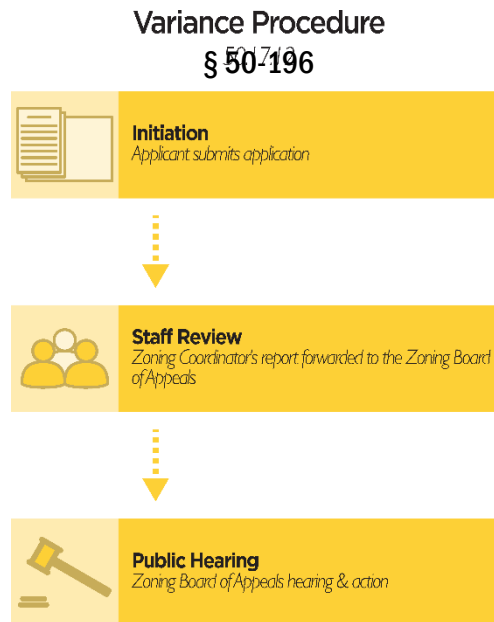 Variance Procedure
§ 50-196
Initiation
Applicant submits application
Staff Review
Zoning Coordinator's report forwarded to the Zoning Board
of Appeals
Public Hearing
Zoning Board of Appeals hearing & action